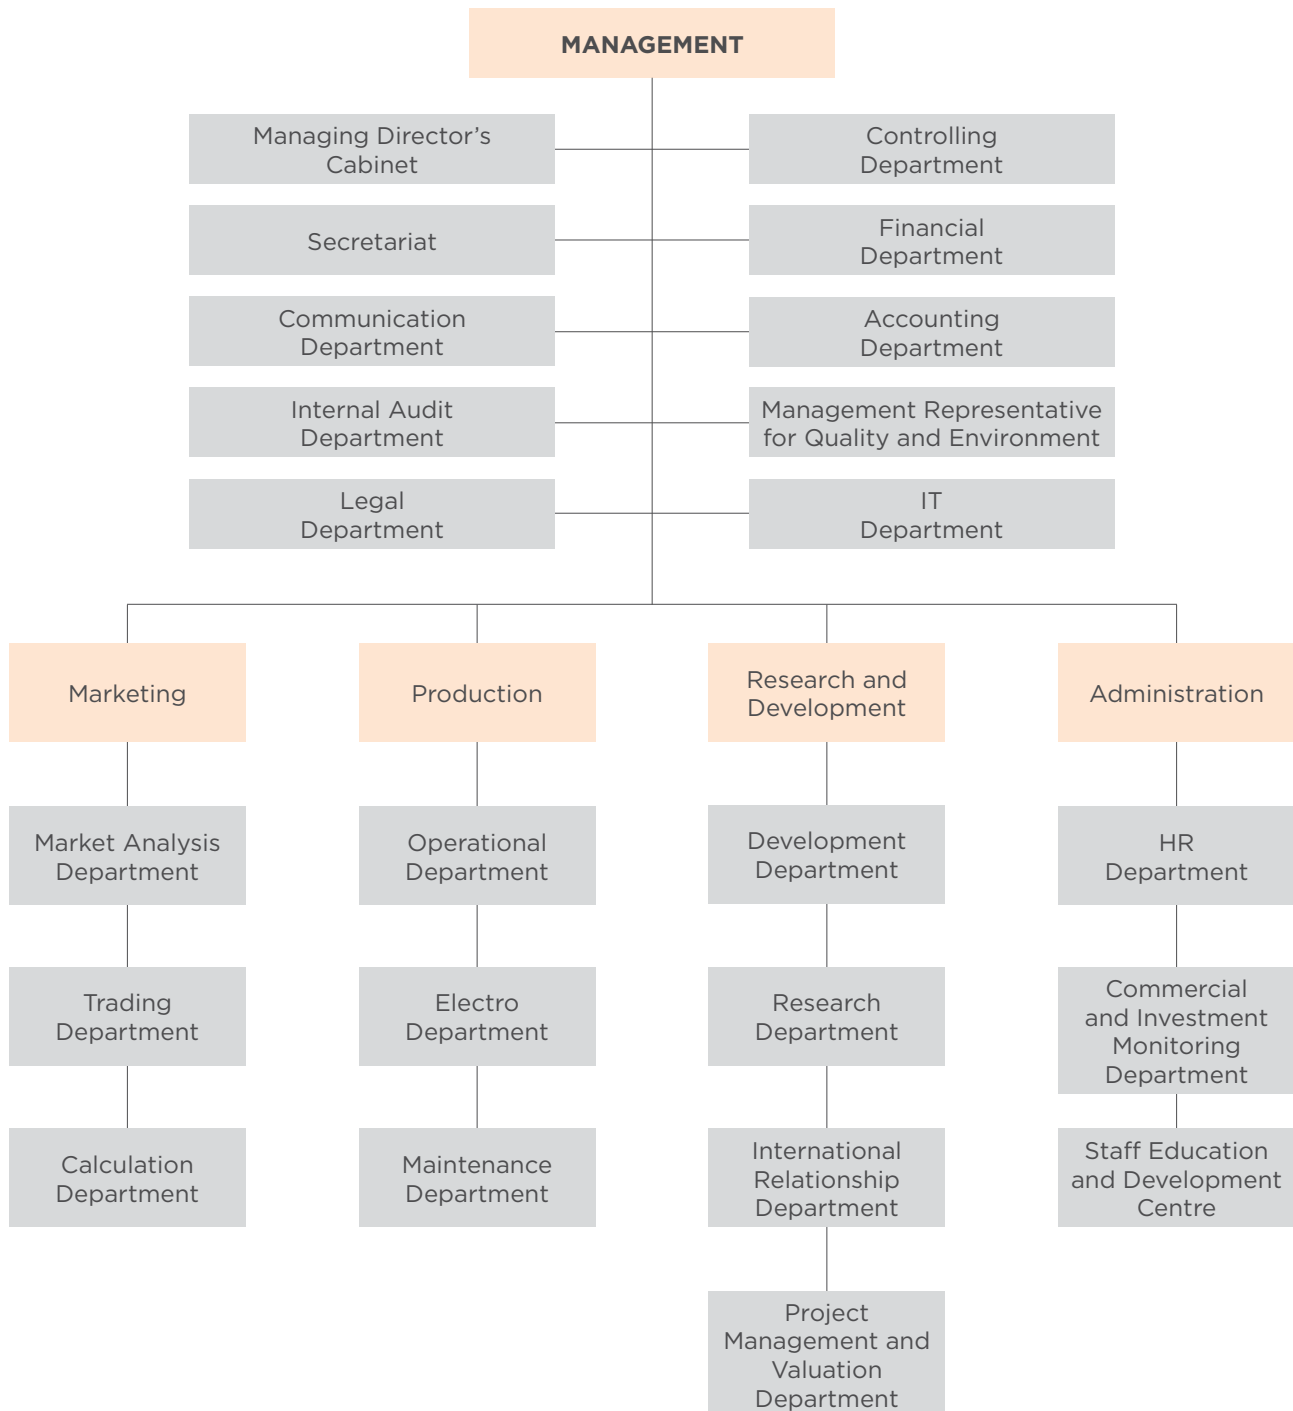 MANAGEMENT
Managing Director’s
Cabinet
Controlling
Department
Secretariat
Financial
Department
Communication
Department
Accounting
Department
Internal Audit
Department
Management Representative
for Quality and Environment
Legal
Department
IT
Department
Marketing
Production
Research and
Development
Administration
Market Analysis
Department
Operational
Department
Development
Department
HR
Department
Trading
Department
Electro
Department
Research
Department
Commercial
and Investment
Monitoring
Department
Calculation
Department
Maintenance
Department
International
Relationship
Department
Staff Education
and Development
Centre
Project
Management and
Valuation
Department